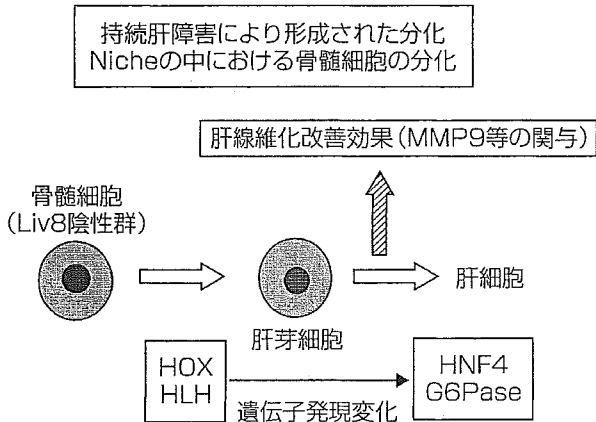 持続肝障害により形成された分化
Nicheの中における骨髄細胞の分化
肝線維化改善効果(MMP9等の関与)
骨髄細胞
(Liv8陰性群)
肝細胞
肝芽細胞
HOX
HLH
HNF4
G6Pase
遺伝子発現変化